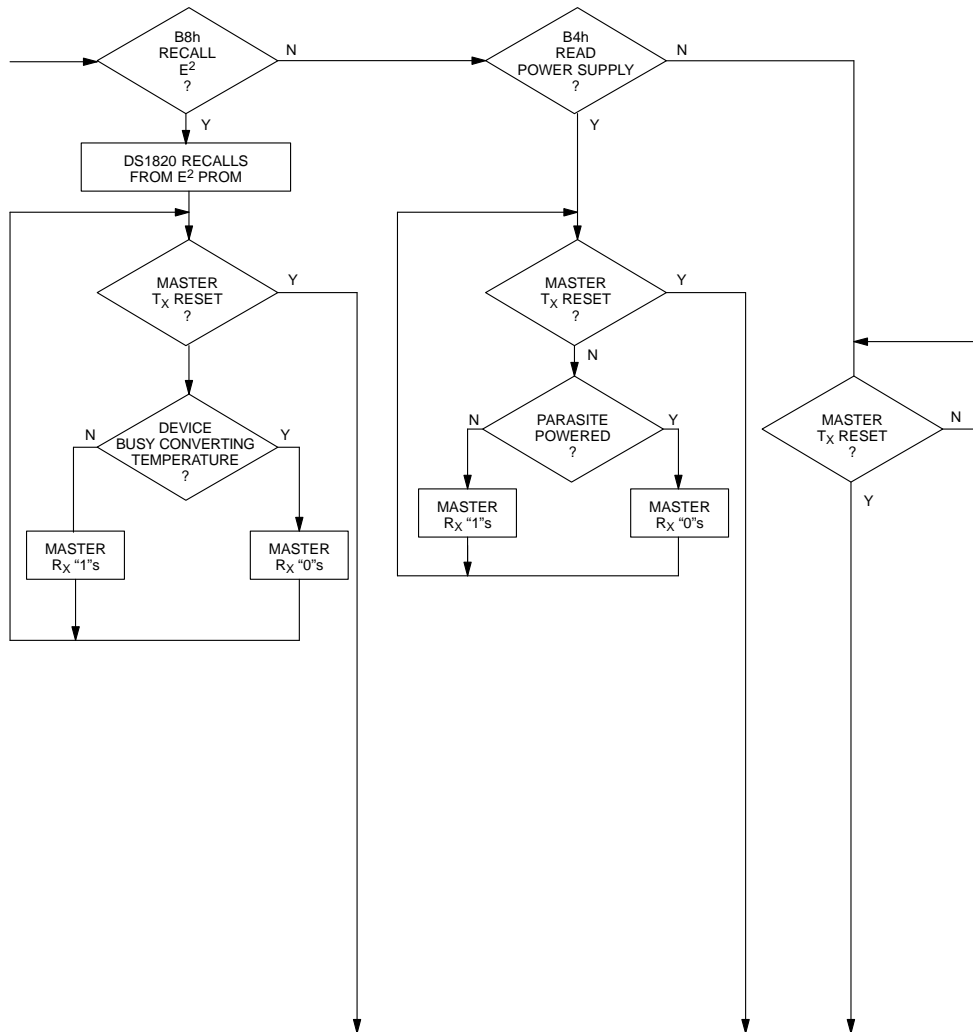 B8h
RECALL
E²
?
N
Y
B4h
READ
POWER SUPPLY
?
N
Y
DS1820 RECALLS
FROM E² PROM
MASTER
TX RESET
?
Y
DEVICE
BUSY CONVERTING
TEMPERATURE
?
N
Y
MASTER
RX “1”s
MASTER
RX “0”s
MASTER
TX RESET
?
Y
N
PARASITE
POWERED
?
N
Y
MASTER
RX “1”s
MASTER
RX “0”s
MASTER
TX RESET
?
N
Y